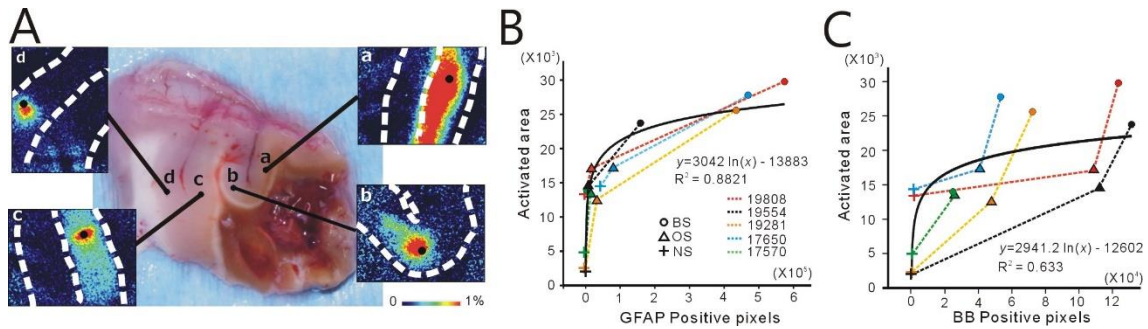 A
d
a
a
d
c
b
c
b
0
1%
B
(X10³)
30
25
20
15
10
5
0
Activated area
y=3042 ln(x) - 13883
R² = 0.8821
BS
OS
NS
19808
19554
19281
17650
17570
(X10⁵)
0 1 2 3 4 5 6
GFAP Positive pixels
C
(X10³)
30
25
20
15
10
5
0
Activated area
y=2941.2 ln(x) - 12602
R² = 0.633
(X10⁴)
0 2 4 6 8 10 12
BB Positive pixels